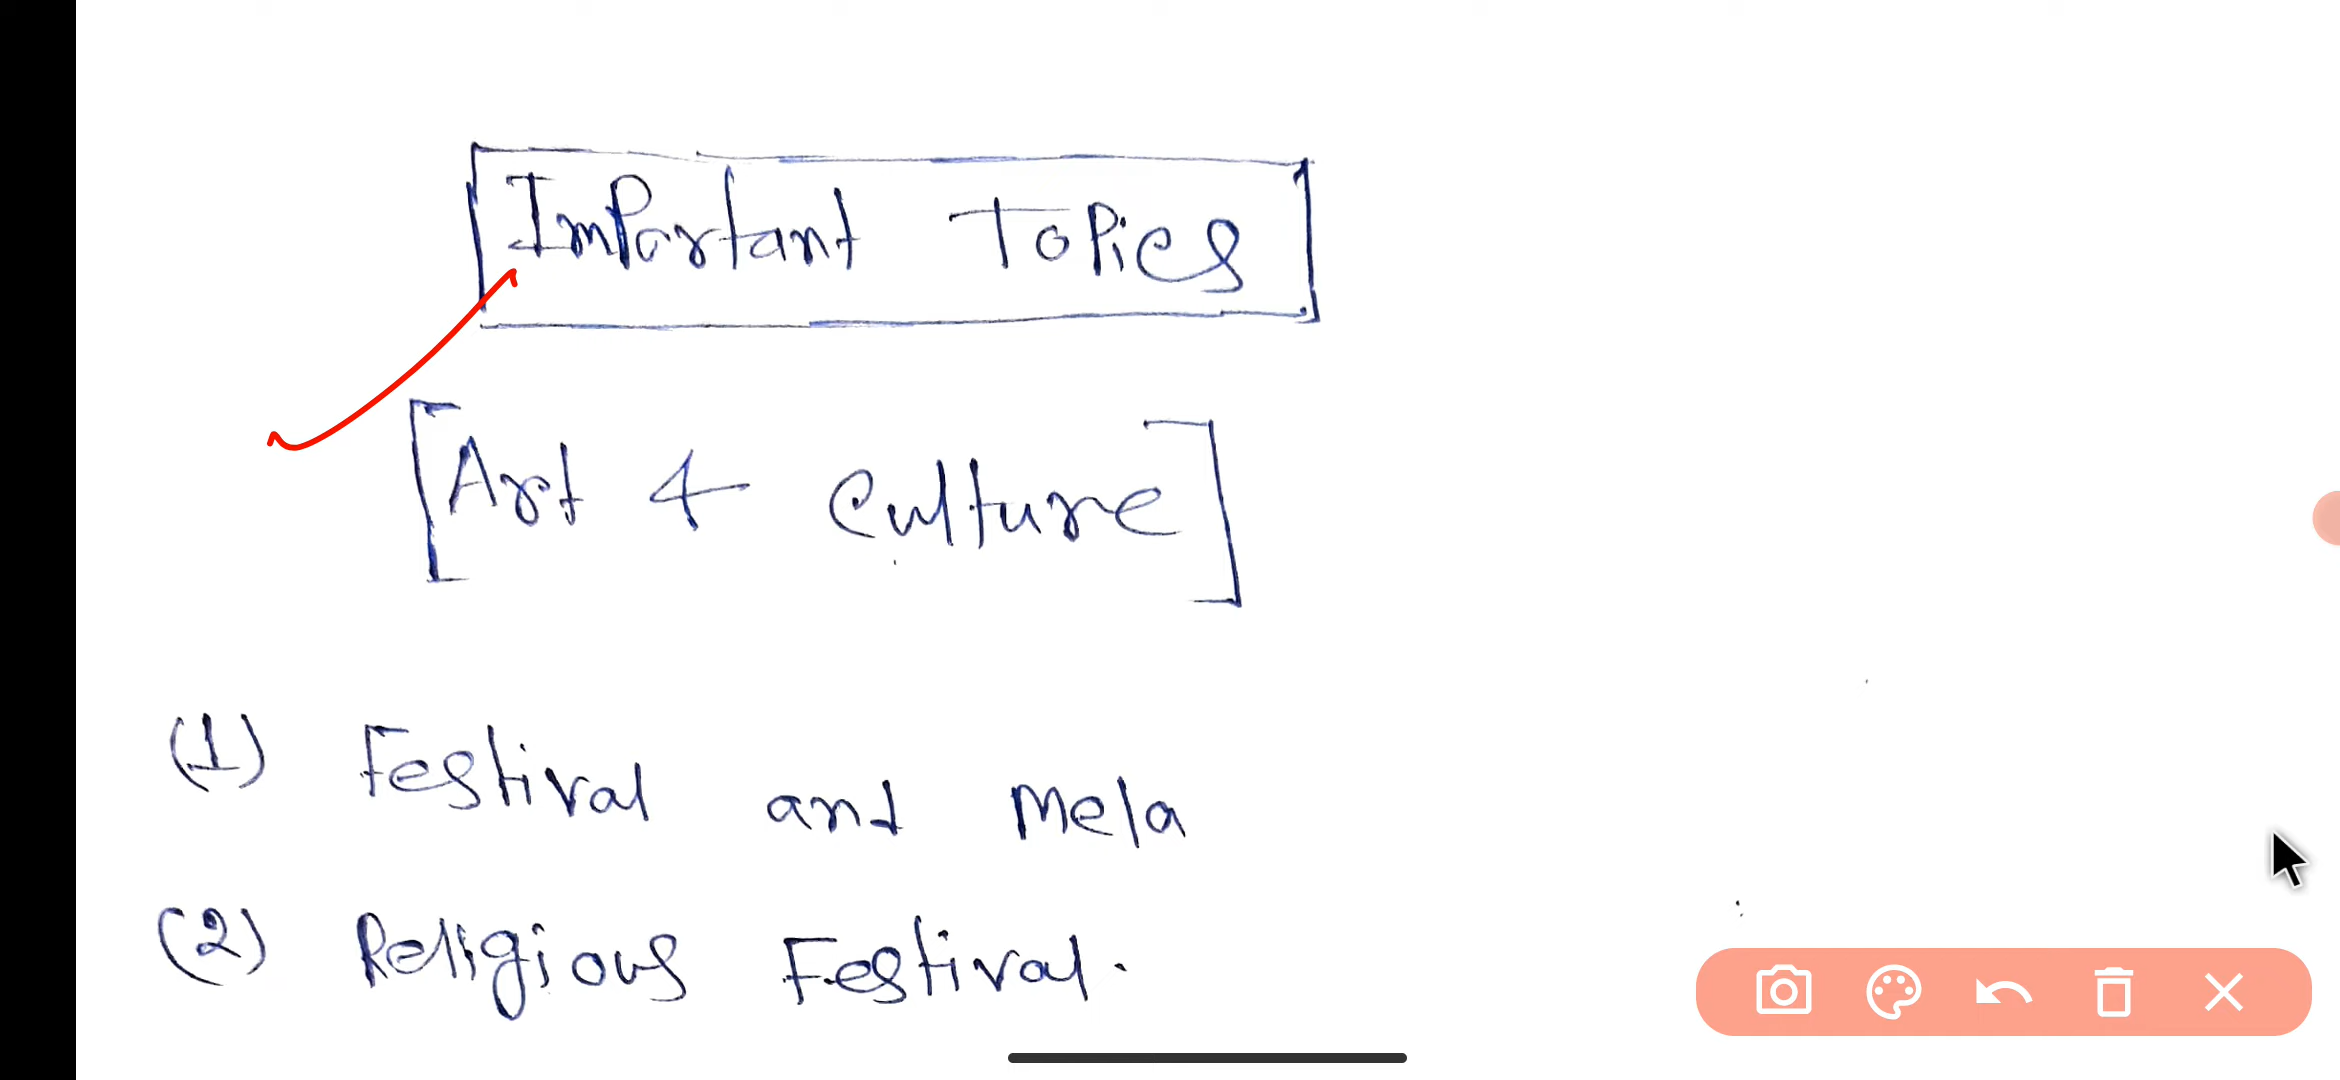 Important Topics
[Art & Culture]
(1) Festival and Mela
(2) Religious Festival.